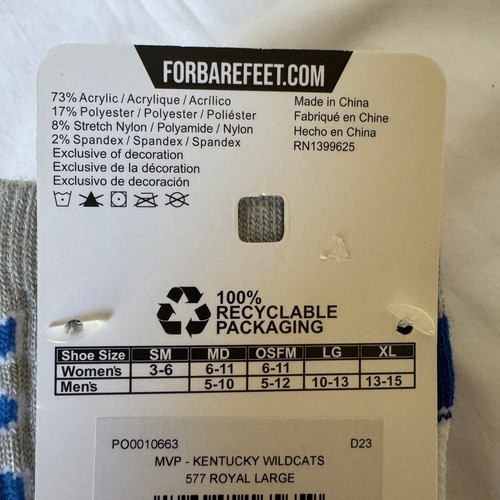 FORBAREFEET.COM
73% Acrylic / Acrylique / Acrílico
17% Polyester / Polyester / Poliéster
8% Stretch Nylon / Polyamide / Nylon
2% Spandex / Spandex / Spandex
Exclusive of decoration
Exclusive de la décoration
Exclusivo de decoración
Made in China
Fabriqué en Chine
Hecho en China
RN1399625
100%
RECYCLABLE
PACKAGING
Shoe Size SM MD OSFM LG XL
Women's 3-6 6-11 6-11
Men's 5-10 5-12 10-13 13-15
PO0010663 D23
MVP - KENTUCKY WILDCATS
577 ROYAL LARGE